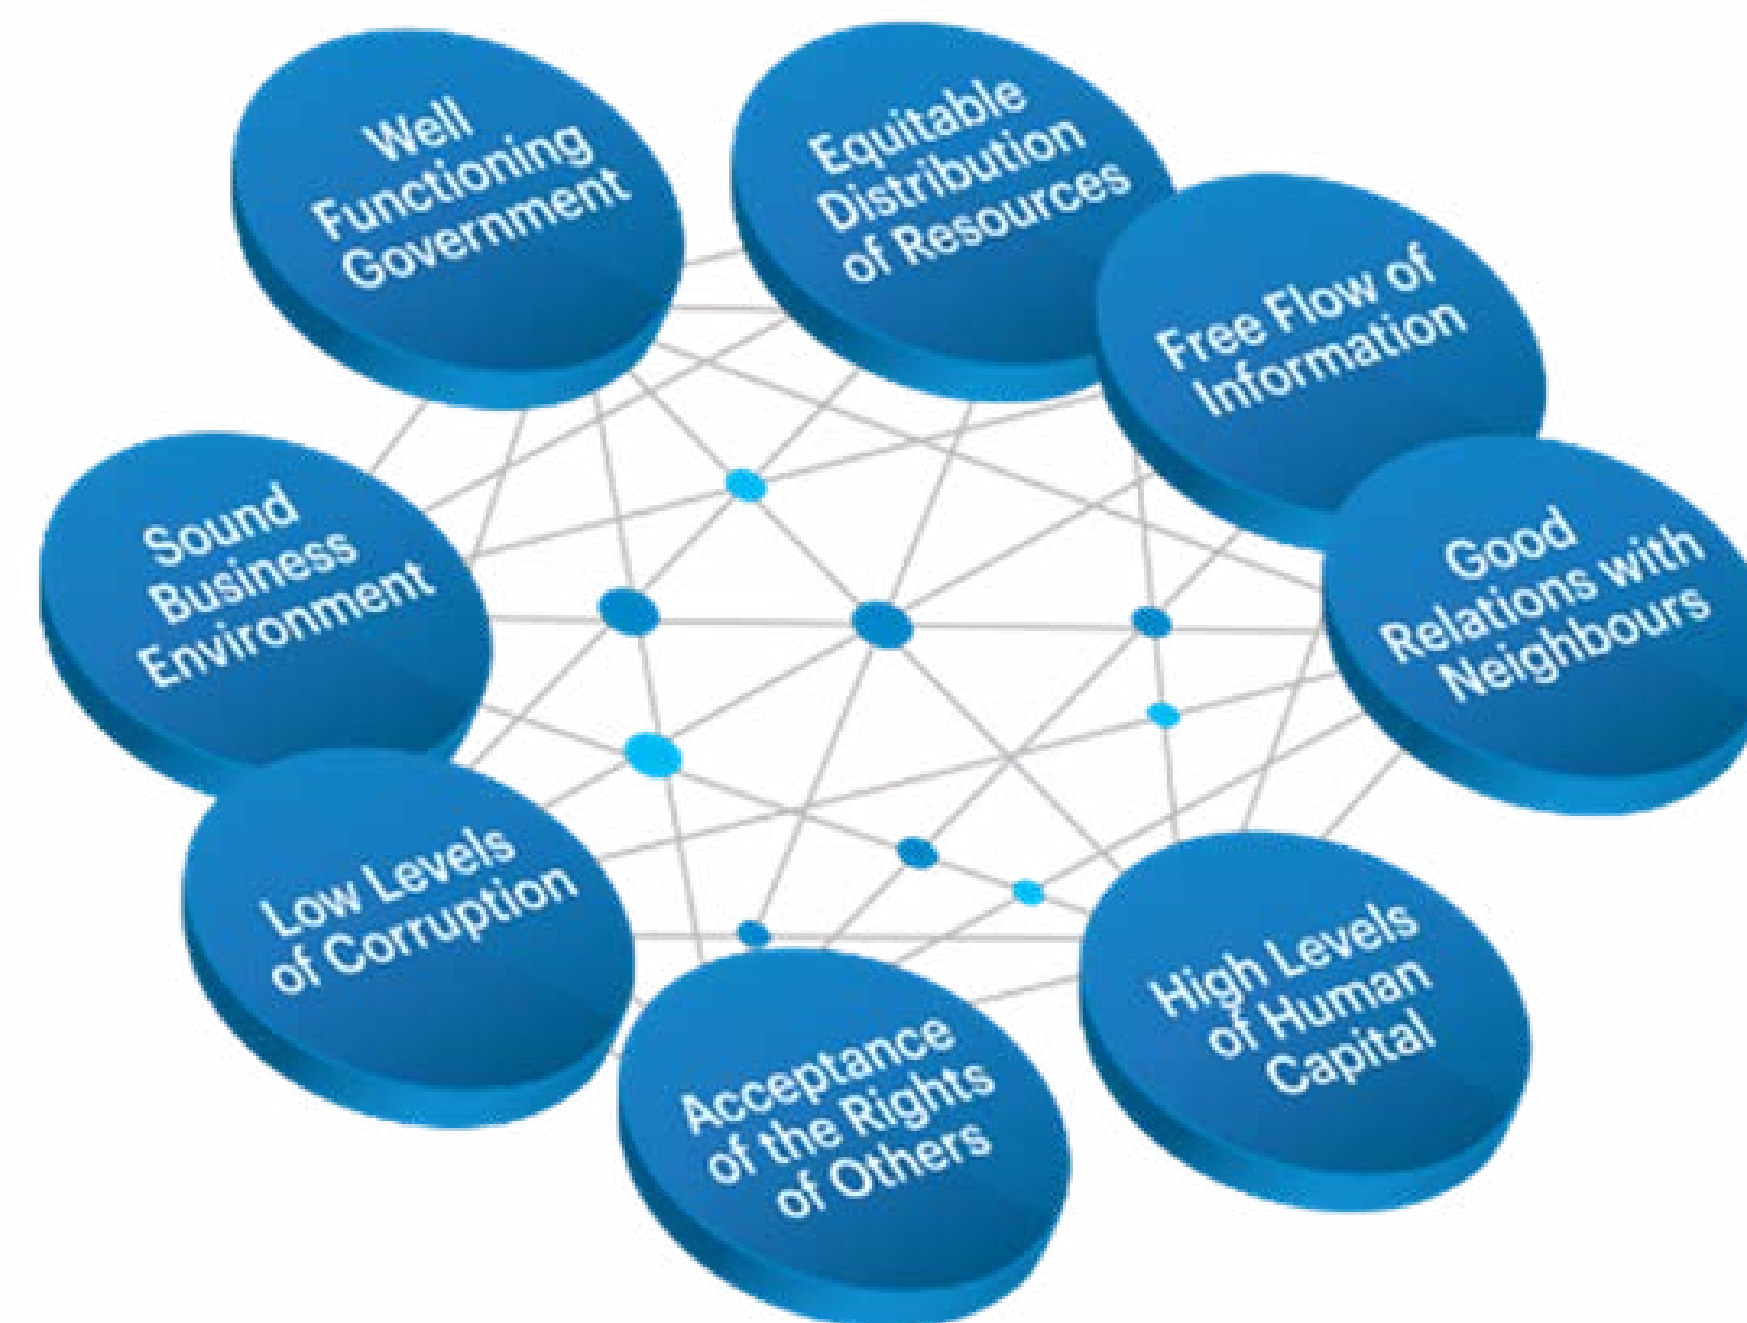 Well
Functioning
Government
Equitable
Distribution
of Resources
Free Flow of
Information
Good
Relations with
Neighbours
High Levels
of Human
Capital
Acceptance
of the Rights
of Others
Low Levels
of Corruption
Sound
Business
Environment